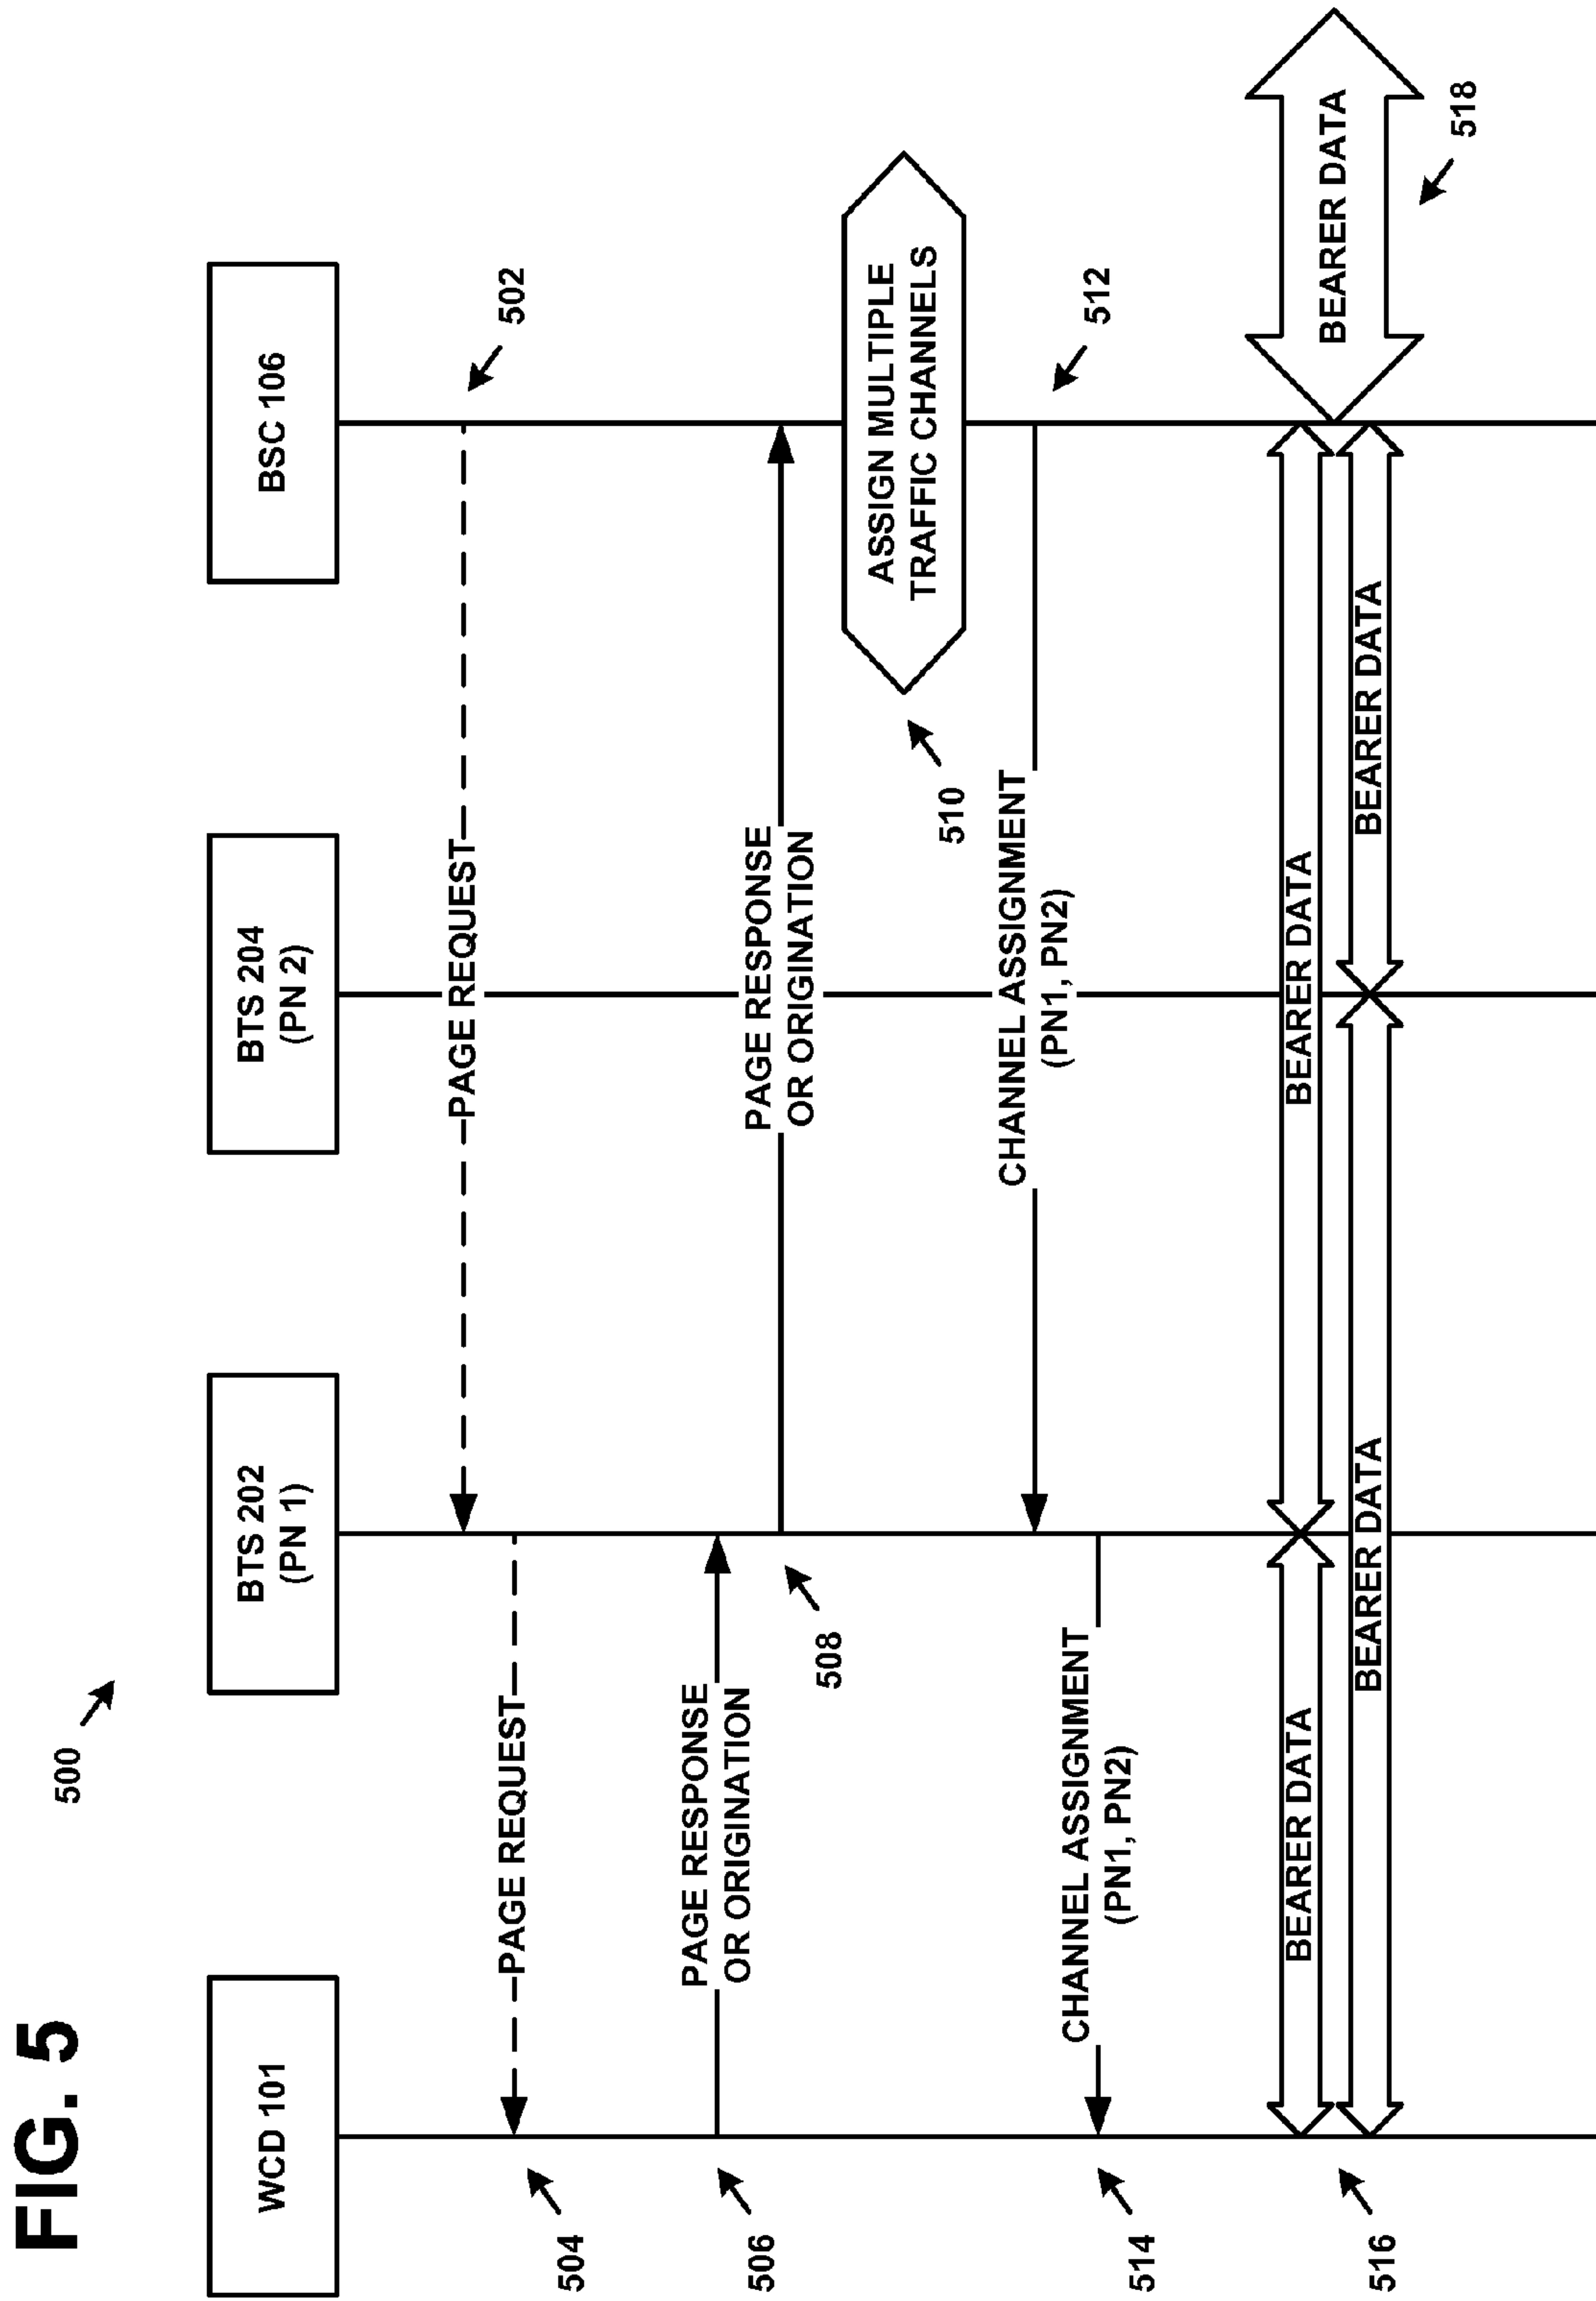 FIG. 5
500
WCD 101
BTS 202
(PN 1)
BTS 204
(PN 2)
BSC 106
PAGE REQUEST
502
PAGE REQUEST
504
PAGE RESPONSE
OR ORIGINATION
506
PAGE RESPONSE
OR ORIGINATION
508
ASSIGN MULTIPLE
TRAFFIC CHANNELS
510
CHANNEL ASSIGNMENT
(PN1, PN2)
512
CHANNEL ASSIGNMENT
(PN1, PN2)
514
BEARER DATA
BEARER DATA
BEARER DATA
BEARER DATA
BEARER DATA
516
518